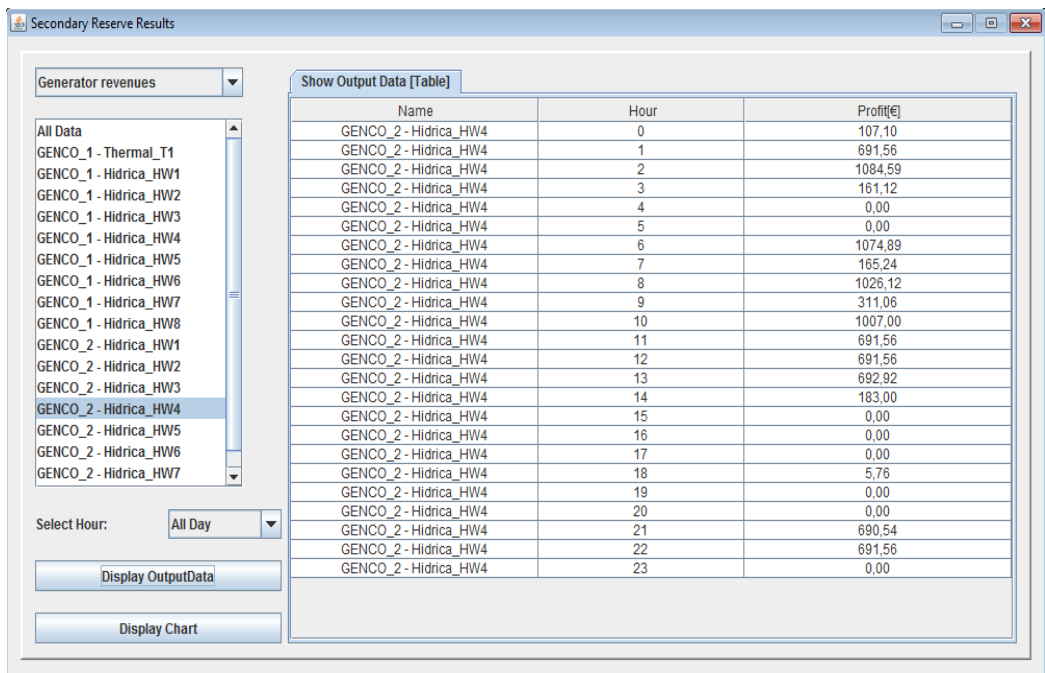 Secondary Reserve Results
Generator revenues
All Data
GENCO_1 - Thermal_T1
GENCO_1 - Hidrica_HW1
GENCO_1 - Hidrica_HW2
GENCO_1 - Hidrica_HW3
GENCO_1 - Hidrica_HW4
GENCO_1 - Hidrica_HW5
GENCO_1 - Hidrica_HW6
GENCO_1 - Hidrica_HW7
GENCO_1 - Hidrica_HW8
GENCO_2 - Hidrica_HW1
GENCO_2 - Hidrica_HW2
GENCO_2 - Hidrica_HW3
GENCO_2 - Hidrica_HW4
GENCO_2 - Hidrica_HW5
GENCO_2 - Hidrica_HW6
GENCO_2 - Hidrica_HW7
Select Hour: All Day
Display OutputData
Display Chart
Show Output Data [Table]
Name Hour Profit[€]
GENCO_2 - Hidrica_HW4 0 107,10
GENCO_2 - Hidrica_HW4 1 691,56
GENCO_2 - Hidrica_HW4 2 1084,59
GENCO_2 - Hidrica_HW4 3 161,12
GENCO_2 - Hidrica_HW4 4 0,00
GENCO_2 - Hidrica_HW4 5 0,00
GENCO_2 - Hidrica_HW4 6 1074,89
GENCO_2 - Hidrica_HW4 7 165,24
GENCO_2 - Hidrica_HW4 8 1026,12
GENCO_2 - Hidrica_HW4 9 311,06
GENCO_2 - Hidrica_HW4 10 1007,00
GENCO_2 - Hidrica_HW4 11 691,56
GENCO_2 - Hidrica_HW4 12 691,56
GENCO_2 - Hidrica_HW4 13 692,92
GENCO_2 - Hidrica_HW4 14 183,00
GENCO_2 - Hidrica_HW4 15 0,00
GENCO_2 - Hidrica_HW4 16 0,00
GENCO_2 - Hidrica_HW4 17 0,00
GENCO_2 - Hidrica_HW4 18 5,76
GENCO_2 - Hidrica_HW4 19 0,00
GENCO_2 - Hidrica_HW4 20 0,00
GENCO_2 - Hidrica_HW4 21 690,54
GENCO_2 - Hidrica_HW4 22 691,56
GENCO_2 - Hidrica_HW4 23 0,00